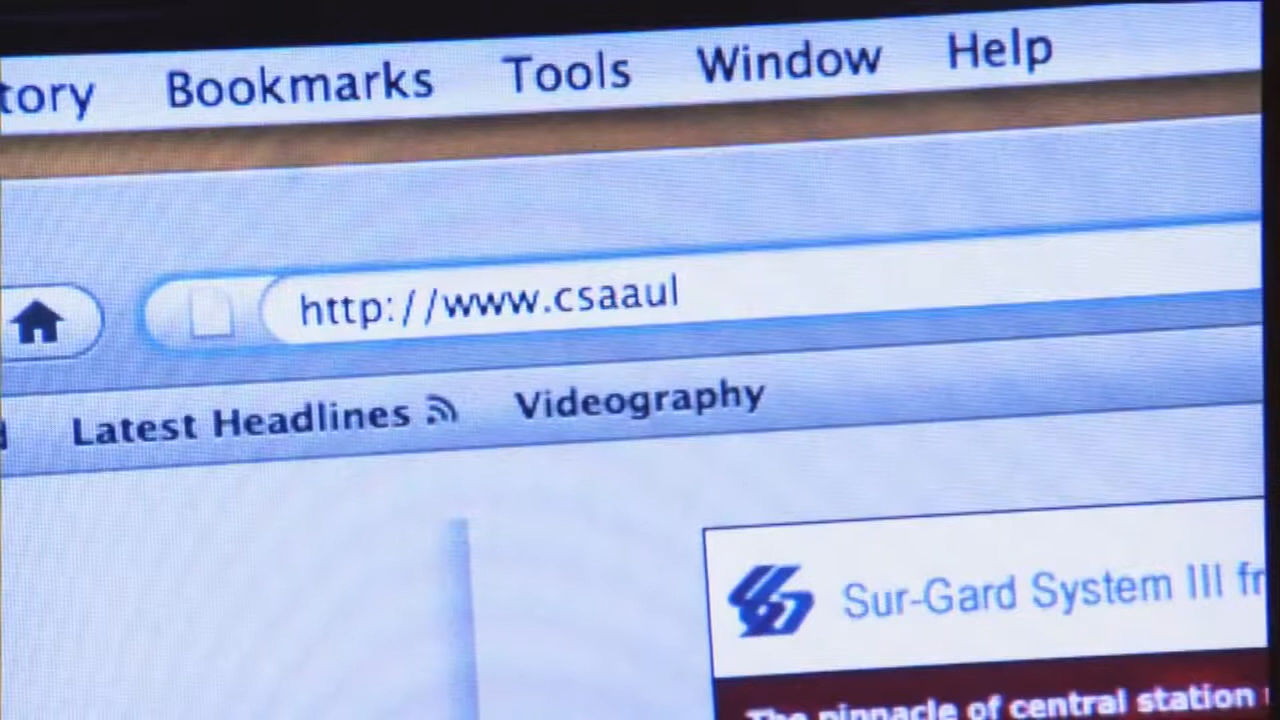 tory Bookmarks Tools Window Help
http://www.csaaul
Latest Headlines Videography
Sur-Gard System III fr
The pinnacle of central station